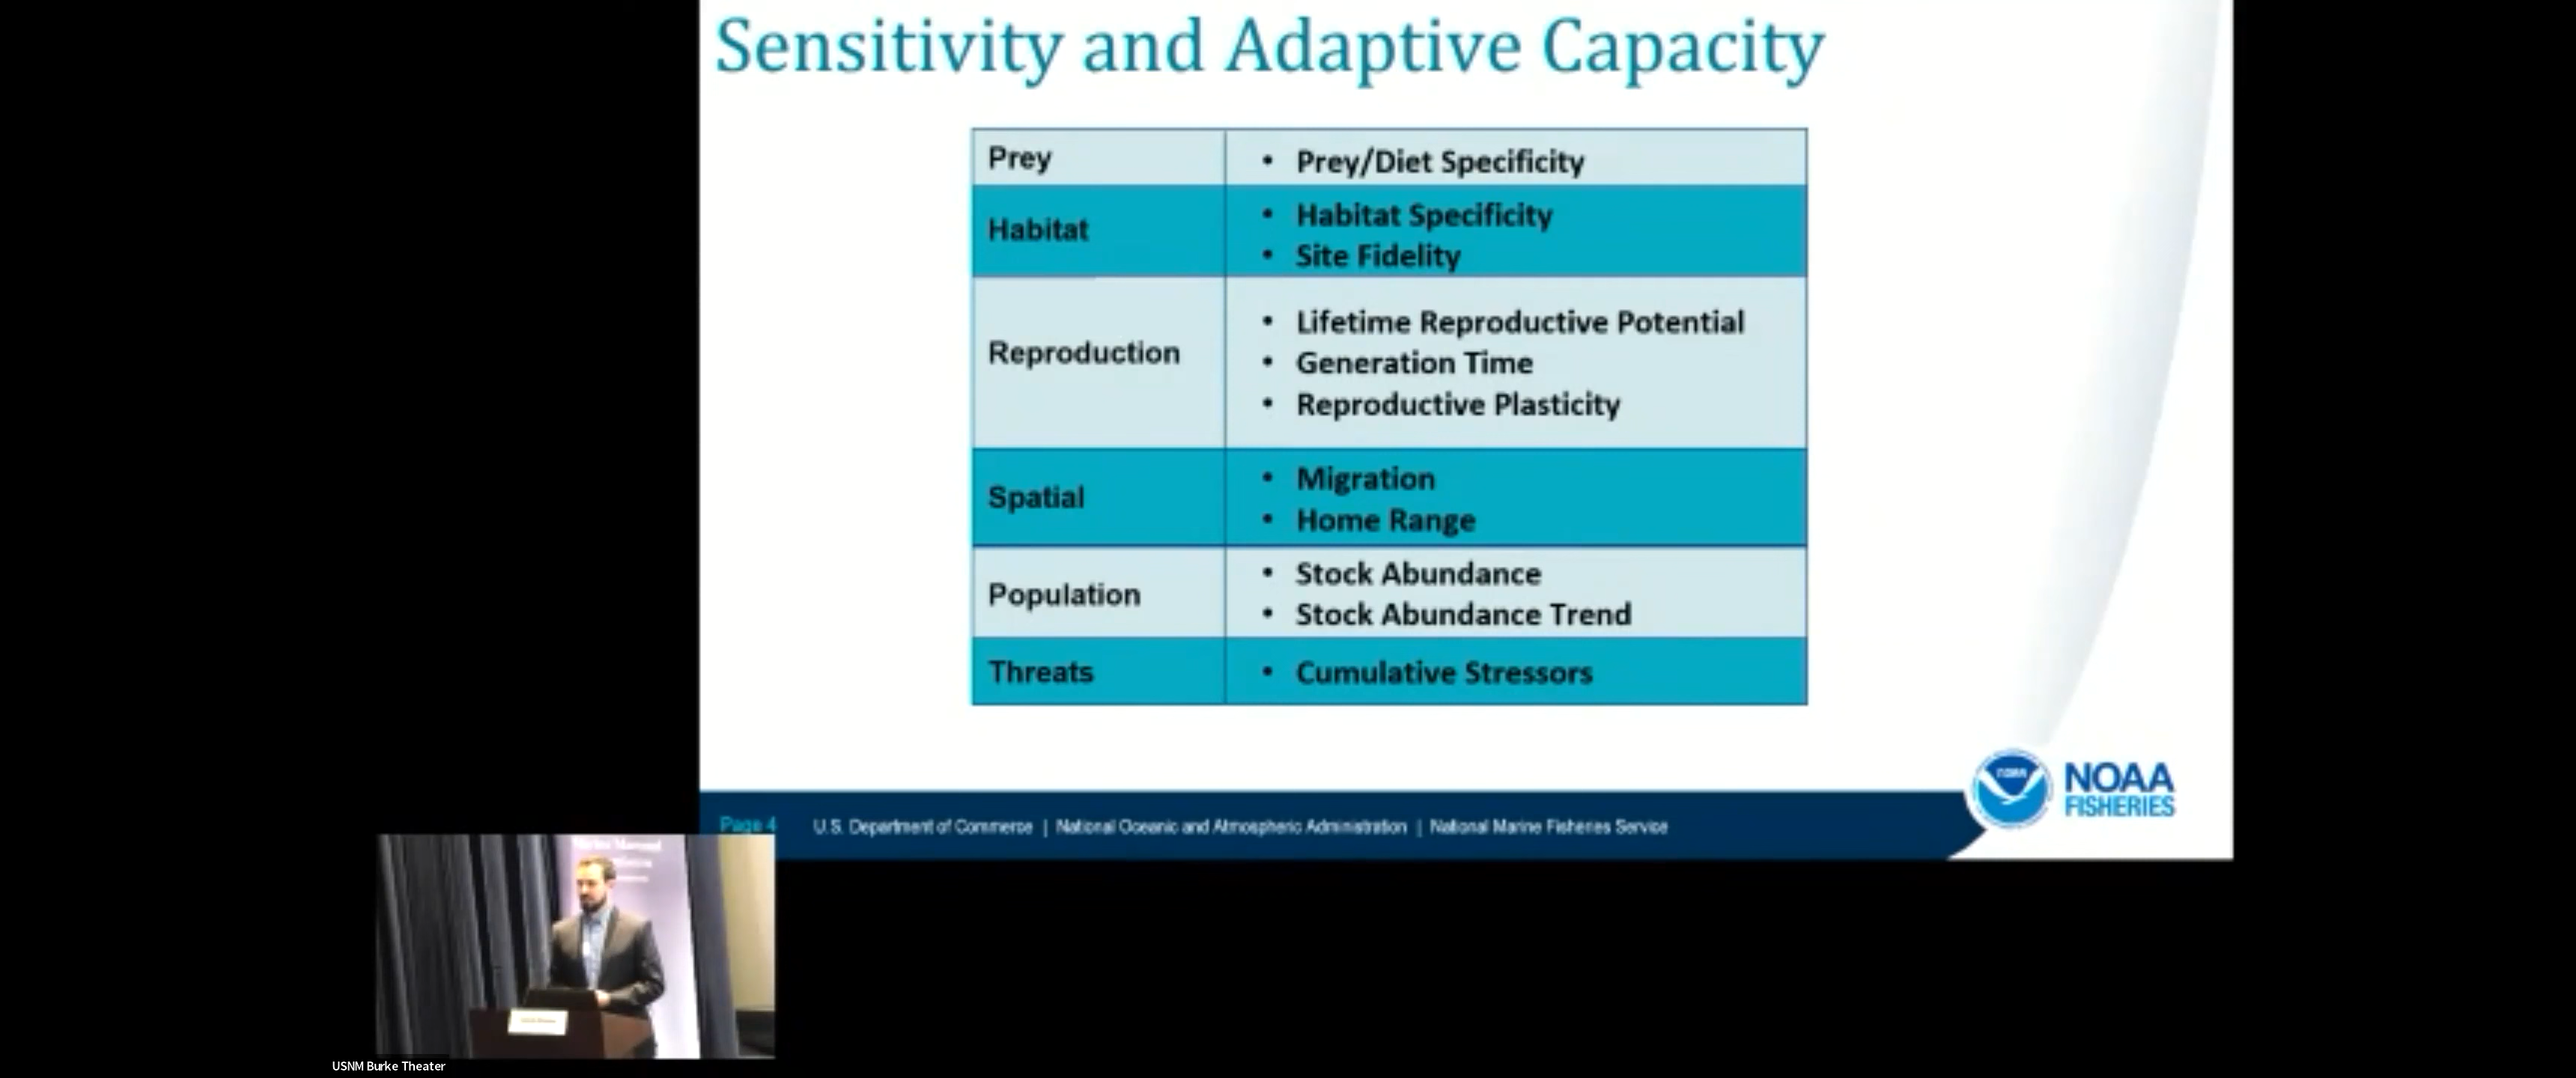 Sensitivity and Adaptive Capacity
Prey
• Prey/Diet Specificity
Habitat
• Habitat Specificity
• Site Fidelity
Reproduction
• Lifetime Reproductive Potential
• Generation Time
• Reproductive Plasticity
Spatial
• Migration
• Home Range
Population
• Stock Abundance
• Stock Abundance Trend
Threats
• Cumulative Stressors
NOAA
FISHERIES
Page 4
U.S. Department of Commerce | National Oceanic and Atmospheric Administration | National Marine Fisheries Service
USNM Burke Theater